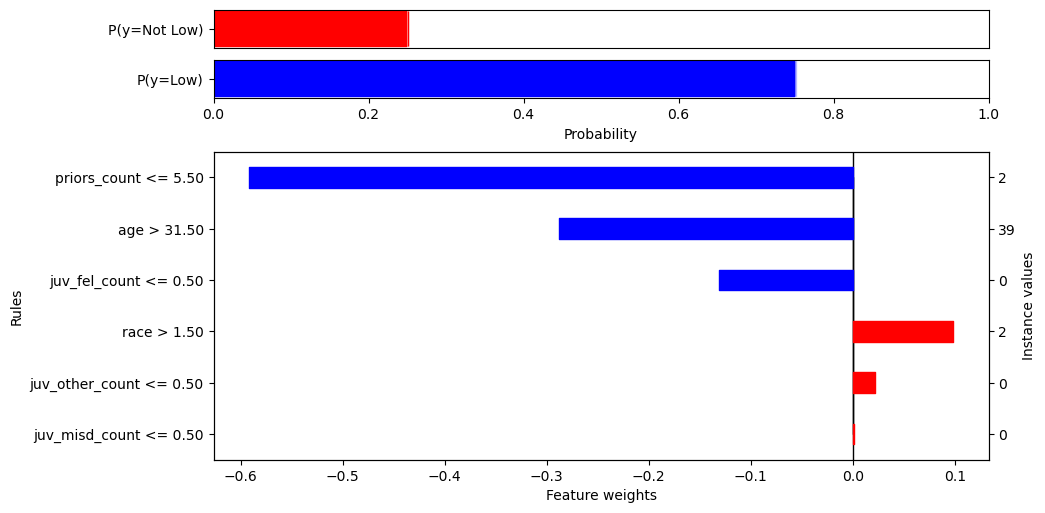 P(y=Not Low)
P(y=Low)
0.0 0.2 0.4 0.6 0.8 1.0
Probability
priors_count <= 5.50 2
age > 31.50 39
juv_fel_count <= 0.50 0
race > 1.50 2
juv_other_count <= 0.50 0
juv_misd_count <= 0.50 0
Rules
Instance values
−0.6 −0.5 −0.4 −0.3 −0.2 −0.1 0.0 0.1
Feature weights